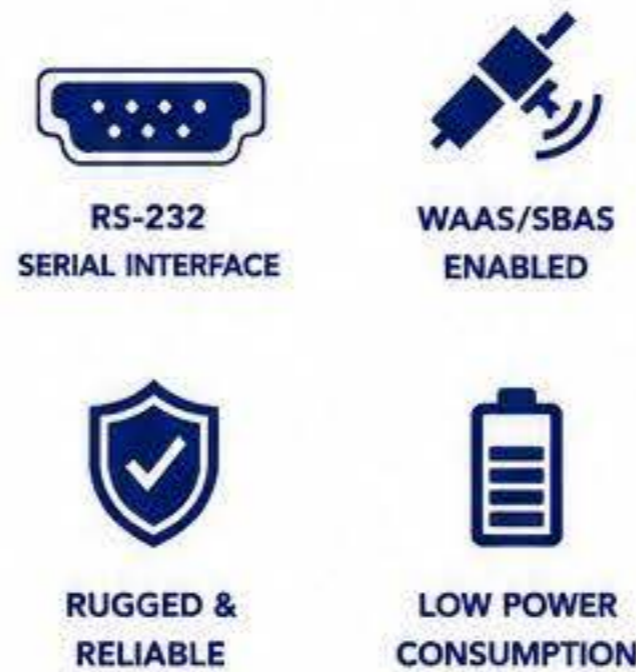 RS-232
SERIAL INTERFACE
WAAS/SBAS
ENABLED
RUGGED &
RELIABLE
LOW POWER
CONSUMPTION